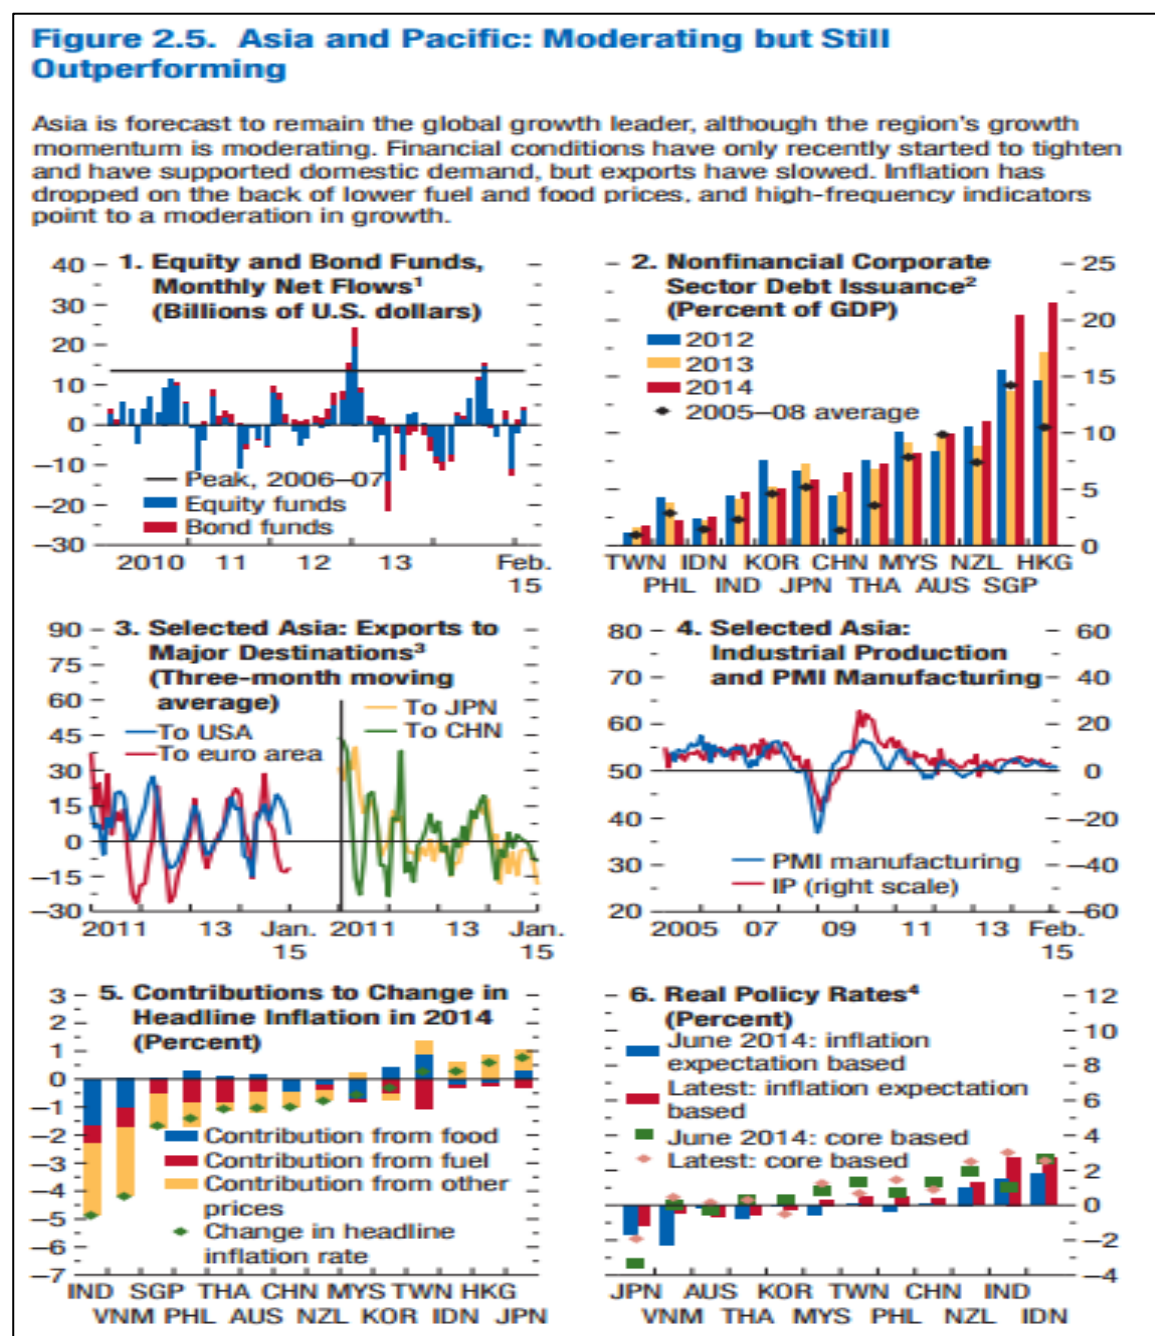 Figure 2.5. Asia and Pacific: Moderating but Still
Outperforming
Asia is forecast to remain the global growth leader, although the region's growth
momentum is moderating. Financial conditions have only recently started to tighten
and have supported domestic demand, but exports have slowed. Inflation has
dropped on the back of lower fuel and food prices, and high-frequency indicators
point to a moderation in growth.
1. Equity and Bond Funds,
Monthly Net Flows¹
(Billions of U.S. dollars)
40
30
20
10
0
–10
–20
–30
Peak, 2006–07
Equity funds
Bond funds
2010 11 12 13 Feb.
15
2. Nonfinancial Corporate
Sector Debt Issuance²
(Percent of GDP)
2012
2013
2014
2005–08 average
25
20
15
10
5
0
TWN IDN KOR CHN MYS NZL HKG
PHL IND JPN THA AUS SGP
3. Selected Asia: Exports to
Major Destinations³
(Three-month moving
average)
90
75
60
45
30
15
0
–15
–30
To USA
To euro area
To JPN
To CHN
2011 13 Jan. 2011 13 Jan.
15 15
4. Selected Asia:
Industrial Production
and PMI Manufacturing
80
70
60
50
40
30
20
60
40
20
0
–20
–40
–60
PMI manufacturing
IP (right scale)
2005 07 09 11 13 Feb.
15
5. Contributions to Change in
Headline Inflation in 2014
(Percent)
3
2
1
0
–1
–2
–3
–4
–5
–6
–7
Contribution from food
Contribution from fuel
Contribution from other
prices
Change in headline
inflation rate
IND SGP THA CHN MYS TWN HKG
VNM PHL AUS NZL KOR IDN JPN
6. Real Policy Rates⁴
(Percent)
June 2014: inflation
expectation based
Latest: inflation expectation
based
June 2014: core based
Latest: core based
12
10
8
6
4
2
0
–2
–4
JPN AUS KOR TWN CHN IND
VNM THA MYS PHL NZL IDN